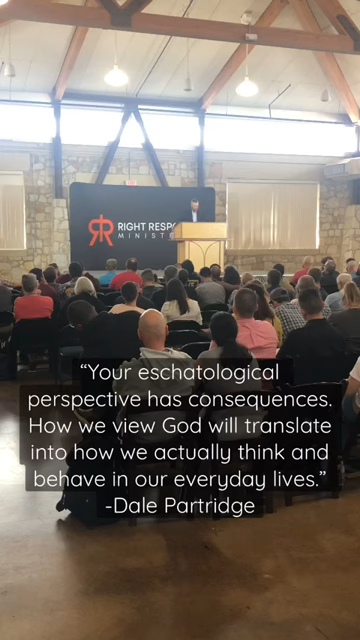 RIGHT RESPO
MINIST
“Your eschatological
perspective has consequences.
How we view God will translate
into how we actually think and
behave in our everyday lives.”
-Dale Partridge